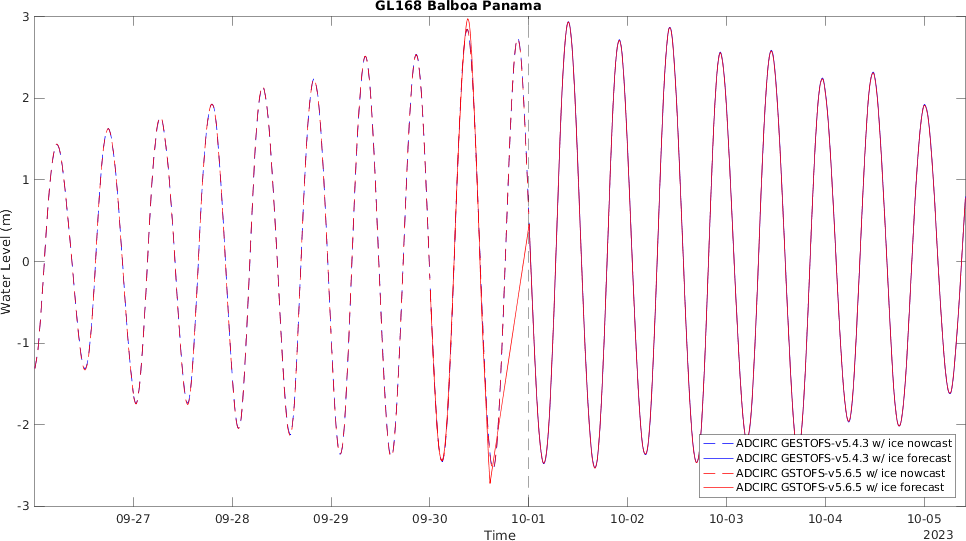 GL168 Balboa Panama
Water Level (m)
3
2
1
0
-1
-2
-3
ADCIRC GESTOFS-v5.4.3 w/ ice nowcast
ADCIRC GESTOFS-v5.4.3 w/ ice forecast
ADCIRC GSTOFS-v5.6.5 w/ ice nowcast
ADCIRC GSTOFS-v5.6.5 w/ ice forecast
09-27 09-28 09-29 09-30 10-01 10-02 10-03 10-04 10-05
Time
2023